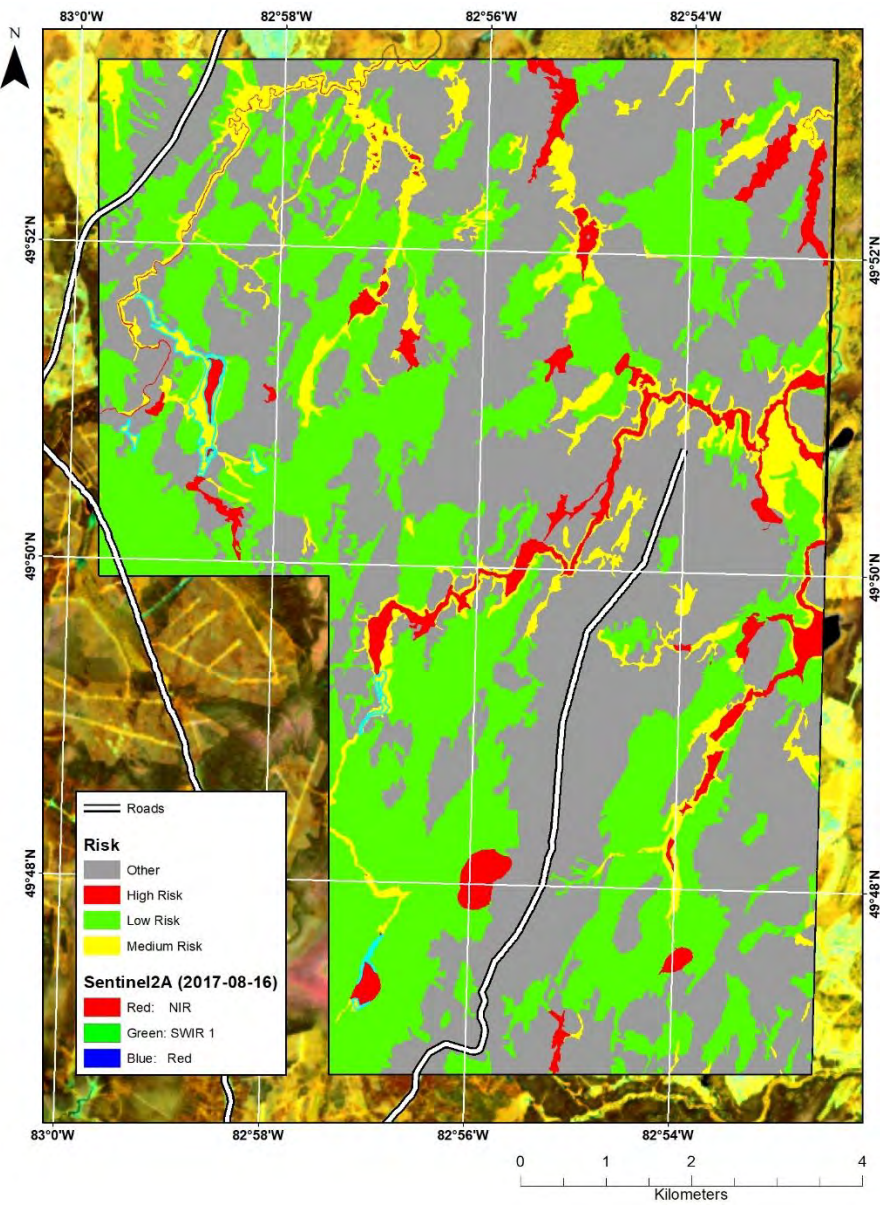 83°0'W 82°58'W 82°56'W 82°54'W
N
49°52'N
49°52'N
49°50'N
49°50'N
Roads
Risk
Other
High Risk
Low Risk
Medium Risk
49°48'N
49°48'N
Sentinel2A (2017-08-16)
Red: NIR
Green: SWIR 1
Blue: Red
83°0'W 82°58'W 82°56'W 82°54'W
0 1 2 4
Kilometers